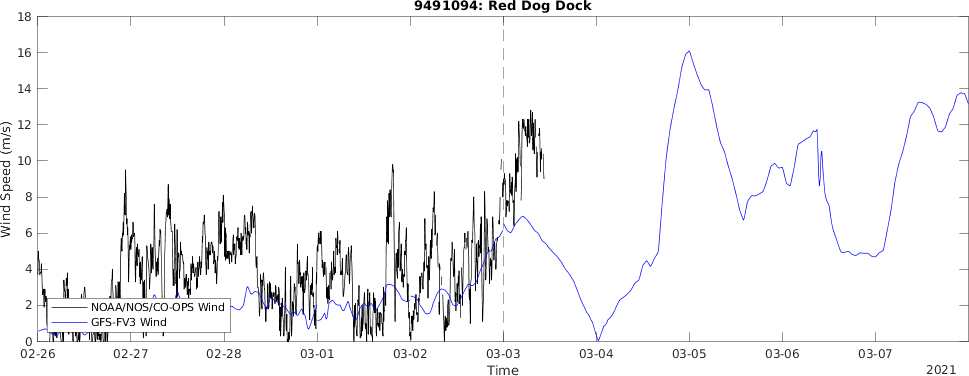 9491094: Red Dog Dock
Wind Speed (m/s)
18
16
14
12
10
8
6
4
2
0
NOAA/NOS/CO-OPS Wind
GFS-FV3 Wind
02-26 02-27 02-28 03-01 03-02 03-03 03-04 03-05 03-06 03-07
Time
2021